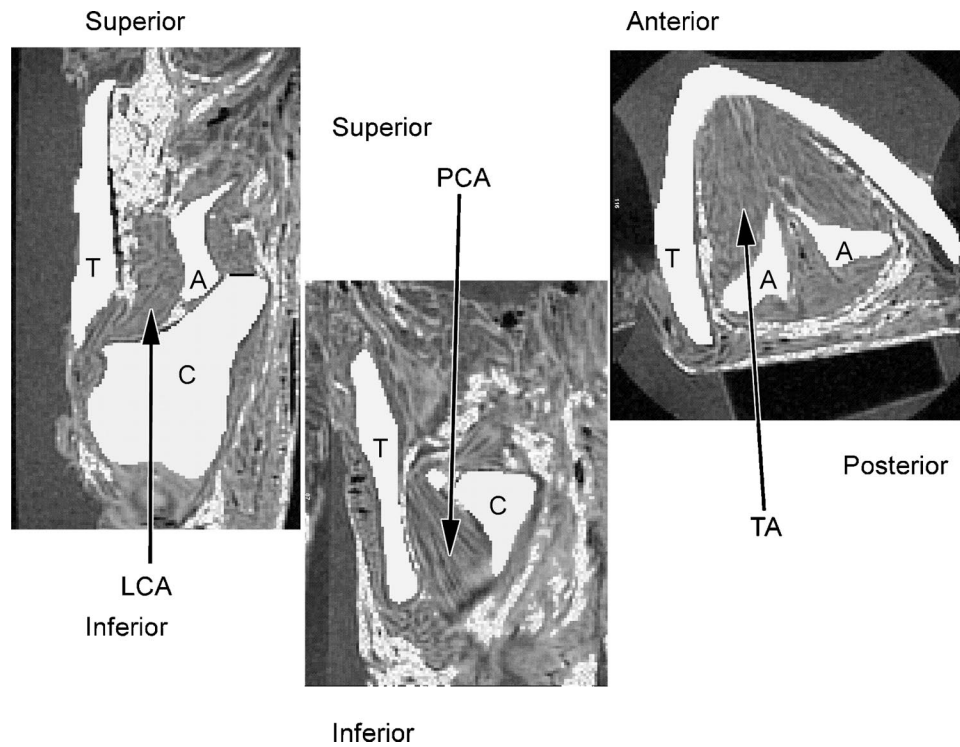 Superior
T
A
C
LCA
Inferior
Superior
PCA
T
C
Inferior
Anterior
T
A
A
Posterior
TA